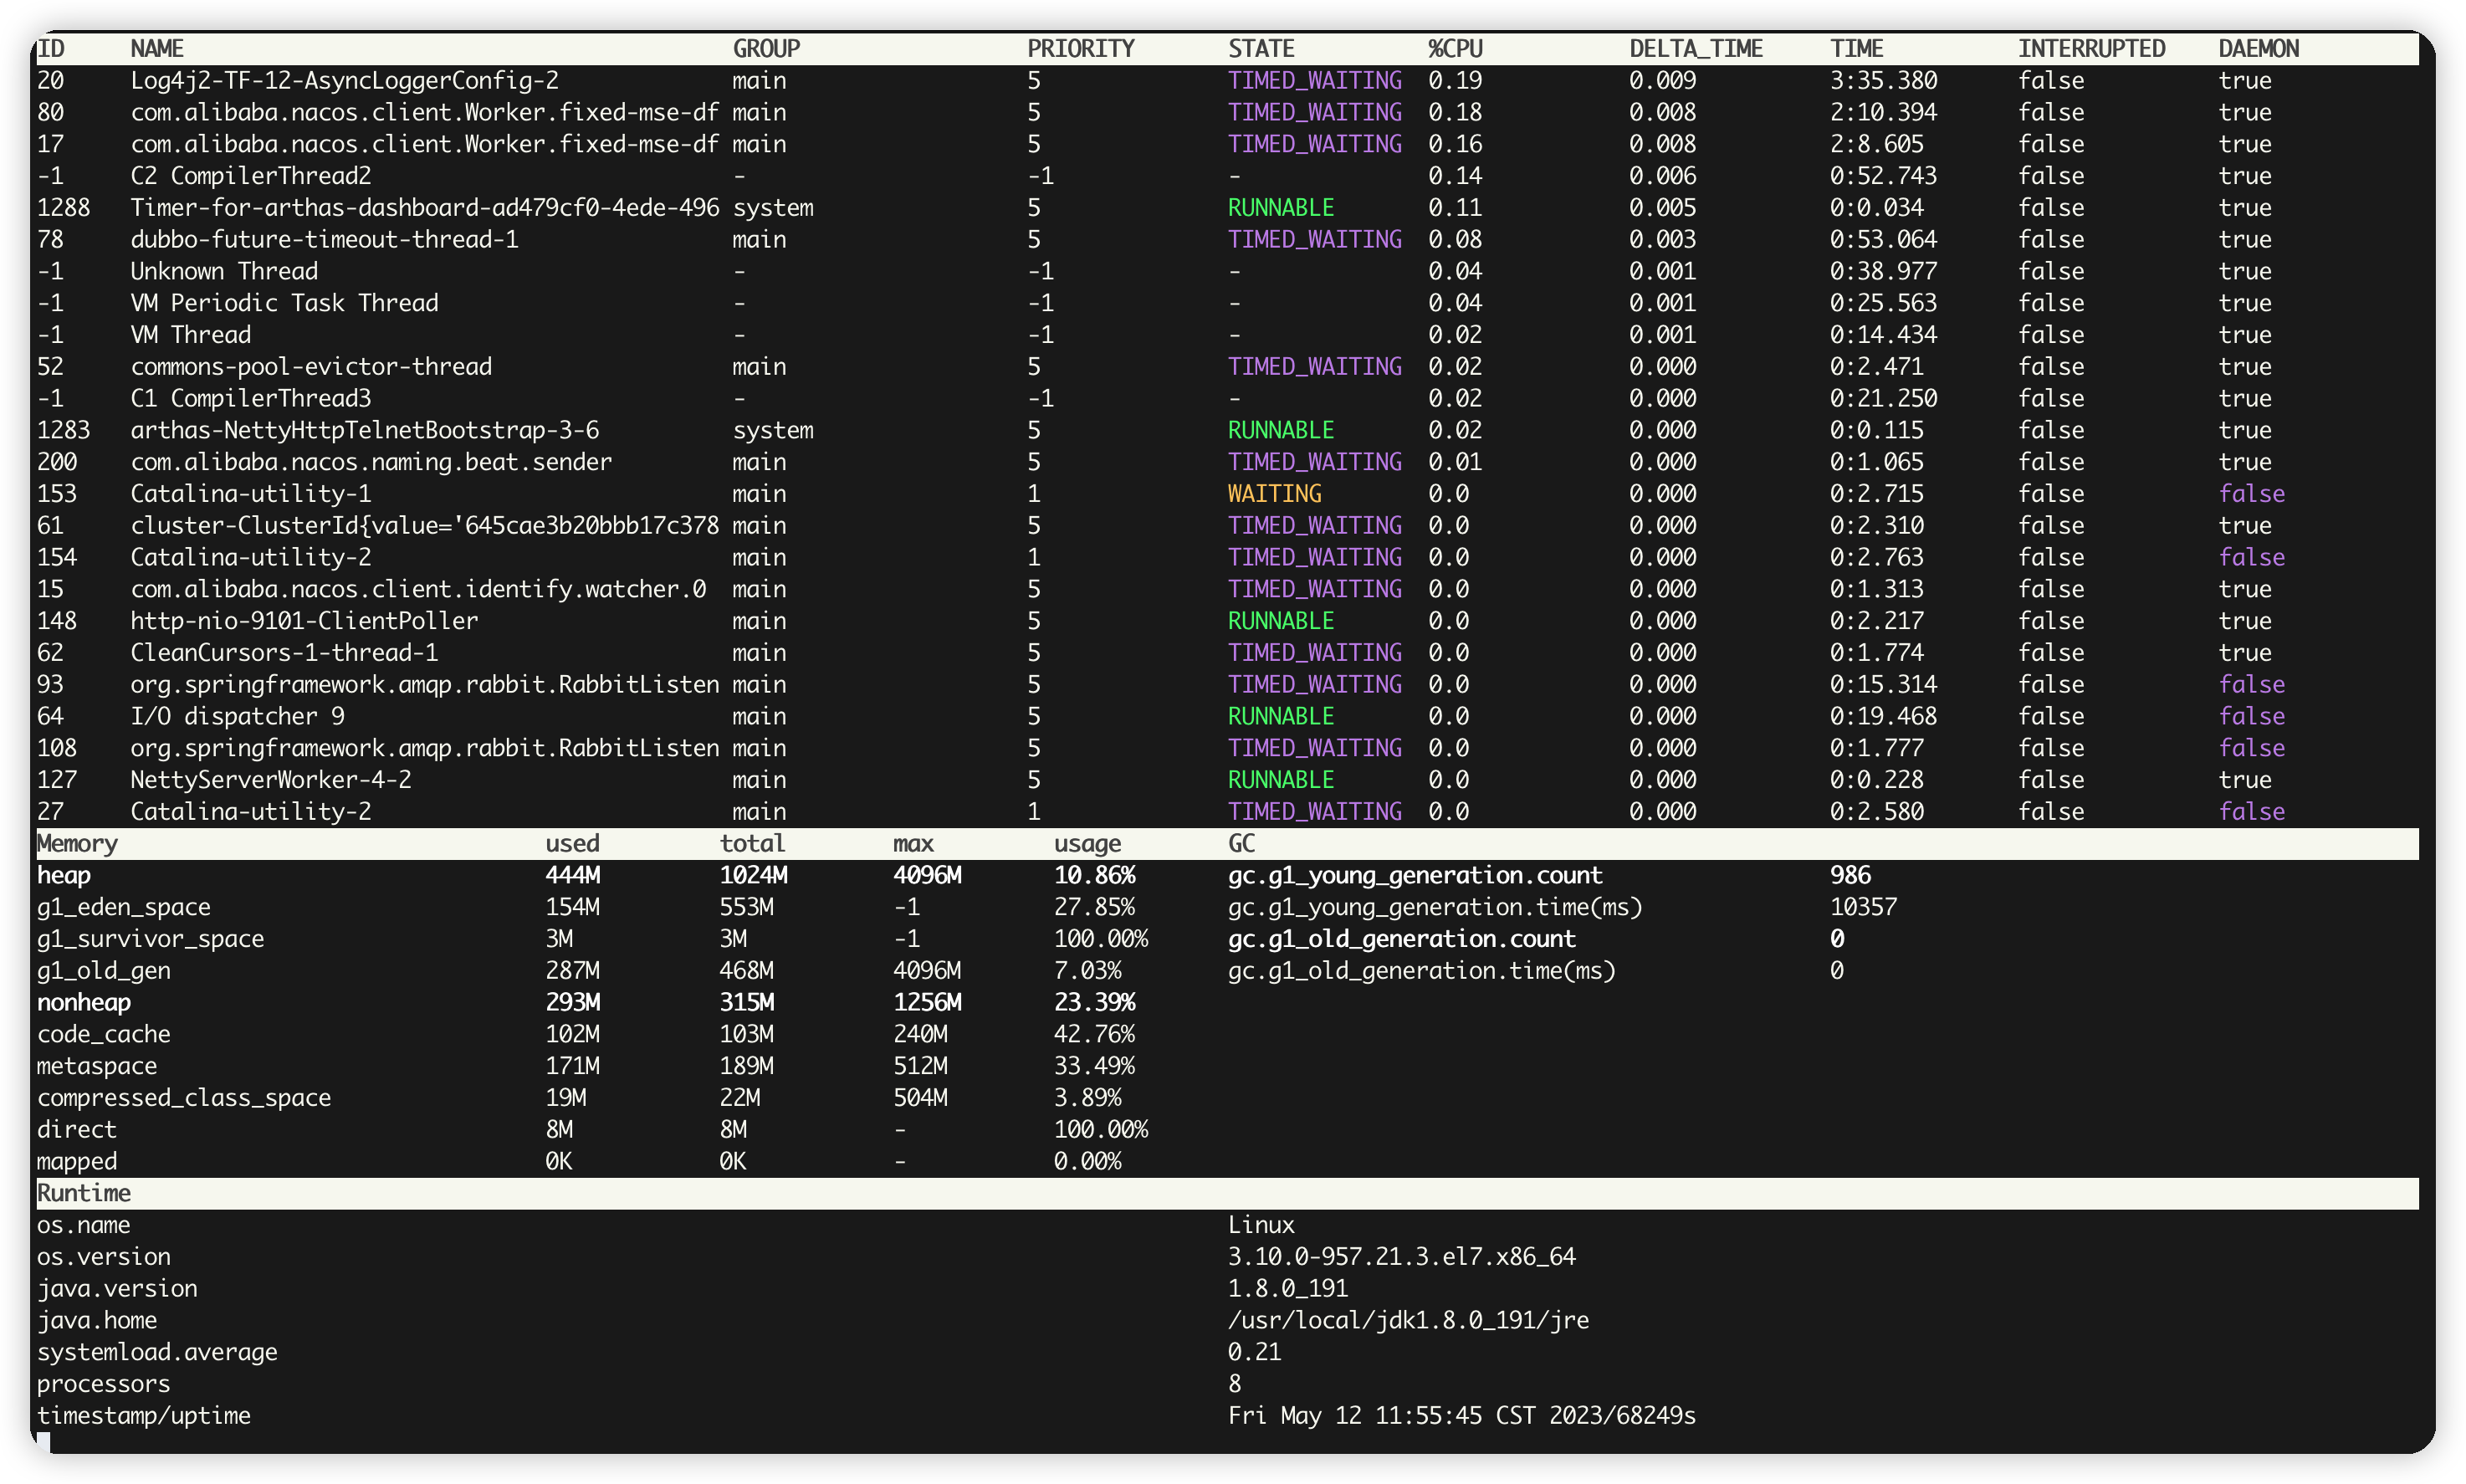 ID NAME GROUP PRIORITY STATE %CPU DELTA_TIME TIME INTERRUPTED DAEMON
20 Log4j2-TF-12-AsyncLoggerConfig-2 main 5 TIMED_WAITING 0.19 0.009 3:35.380 false true
80 com.alibaba.nacos.client.Worker.fixed-mse-df main 5 TIMED_WAITING 0.18 0.008 2:10.394 false true
17 com.alibaba.nacos.client.Worker.fixed-mse-df main 5 TIMED_WAITING 0.16 0.008 2:8.605 false true
-1 C2 CompilerThread2 - -1 - 0.14 0.006 0:52.743 false true
1288 Timer-for-arthas-dashboard-ad479cf0-4ede-496 system 5 RUNNABLE 0.11 0.005 0:0.034 false true
78 dubbo-future-timeout-thread-1 main 5 TIMED_WAITING 0.08 0.003 0:53.064 false true
-1 Unknown Thread - -1 - 0.04 0.001 0:38.977 false true
-1 VM Periodic Task Thread - -1 - 0.04 0.001 0:25.563 false true
-1 VM Thread - -1 - 0.02 0.001 0:14.434 false true
52 commons-pool-evictor-thread main 5 TIMED_WAITING 0.02 0.000 0:2.471 false true
-1 C1 CompilerThread3 - -1 - 0.02 0.000 0:21.250 false true
1283 arthas-NettyHttpTelnetBootstrap-3-6 system 5 RUNNABLE 0.02 0.000 0:0.115 false true
200 com.alibaba.nacos.naming.beat.sender main 5 TIMED_WAITING 0.01 0.000 0:1.065 false true
153 Catalina-utility-1 main 1 WAITING 0.0 0.000 0:2.715 false false
61 cluster-ClusterId{value='645cae3b20bbb17c378 main 5 TIMED_WAITING 0.0 0.000 0:2.310 false true
154 Catalina-utility-2 main 1 TIMED_WAITING 0.0 0.000 0:2.763 false false
15 com.alibaba.nacos.client.identify.watcher.0 main 5 TIMED_WAITING 0.0 0.000 0:1.313 false true
148 http-nio-9101-ClientPoller main 5 RUNNABLE 0.0 0.000 0:2.217 false true
62 CleanCursors-1-thread-1 main 5 TIMED_WAITING 0.0 0.000 0:1.774 false true
93 org.springframework.amqp.rabbit.RabbitListen main 5 TIMED_WAITING 0.0 0.000 0:15.314 false false
64 I/O dispatcher 9 main 5 RUNNABLE 0.0 0.000 0:19.468 false false
108 org.springframework.amqp.rabbit.RabbitListen main 5 TIMED_WAITING 0.0 0.000 0:1.777 false false
127 NettyServerWorker-4-2 main 5 RUNNABLE 0.0 0.000 0:0.228 false true
27 Catalina-utility-2 main 1 TIMED_WAITING 0.0 0.000 0:2.580 false false
Memory used total max usage GC
heap 444M 1024M 4096M 10.86% gc.g1_young_generation.count 986
g1_eden_space 154M 553M -1 27.85% gc.g1_young_generation.time(ms) 10357
g1_survivor_space 3M 3M -1 100.00% gc.g1_old_generation.count 0
g1_old_gen 287M 468M 4096M 7.03% gc.g1_old_generation.time(ms) 0
nonheap 293M 315M 1256M 23.39%
code_cache 102M 103M 240M 42.76%
metaspace 171M 189M 512M 33.49%
compressed_class_space 19M 22M 504M 3.89%
direct 8M 8M - 100.00%
mapped 0K 0K - 0.00%
Runtime
os.name Linux
os.version 3.10.0-957.21.3.el7.x86_64
java.version 1.8.0_191
java.home /usr/local/jdk1.8.0_191/jre
systemload.average 0.21
processors 8
timestamp/uptime Fri May 12 11:55:45 CST 2023/68249s